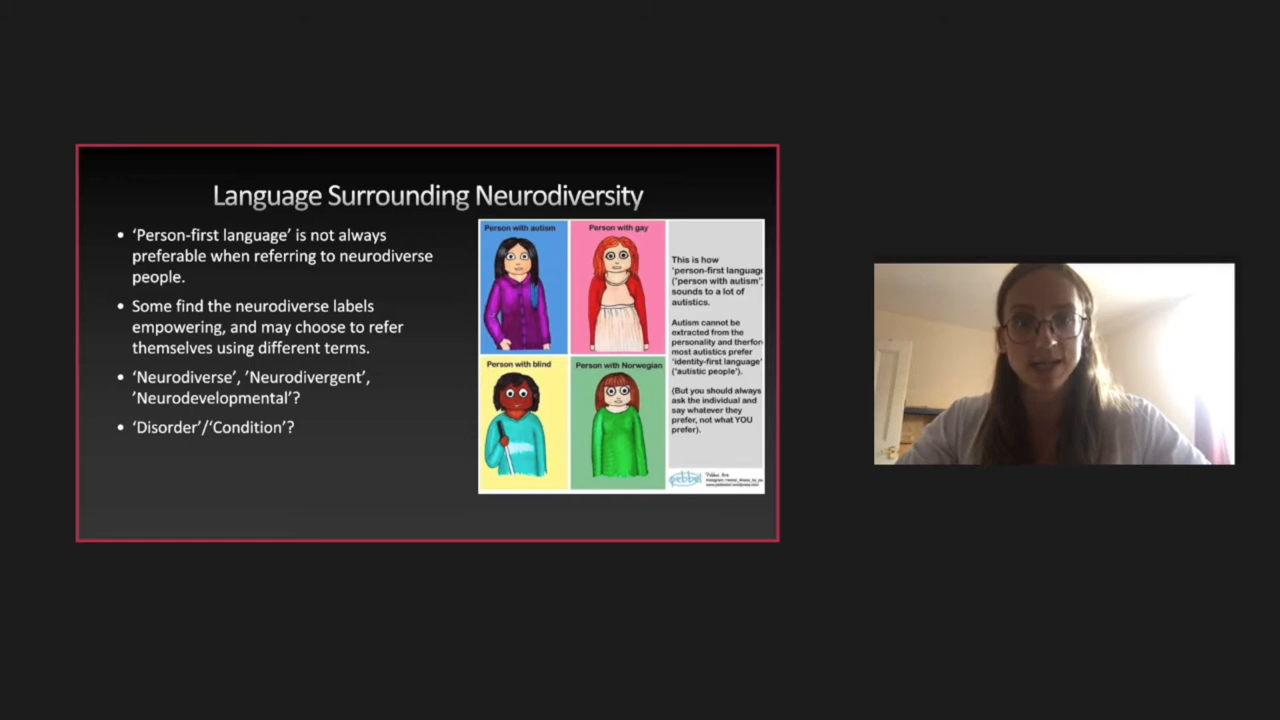 Language Surrounding Neurodiversity
• ‘Person-first language’ is not always
preferable when referring to neurodiverse
people.
• Some find the neurodiverse labels
empowering, and may choose to refer
themselves using different terms.
• ‘Neurodiverse’, ’Neurodivergent’,
’Neurodevelopmental’?
• ‘Disorder’/‘Condition’?
Person with autism
Person with gay
Person with blind
Person with Norwegian
This is how
'person-first languag
('person with autism'
sounds to a lot of
autistics.
Autism cannot be
extracted from the
personality and therfor
most autistics prefer
'identity-first language'
('autistic people').
(But you should always
ask the individual and
say whatever they
prefer, not what YOU
prefer).
pebbel